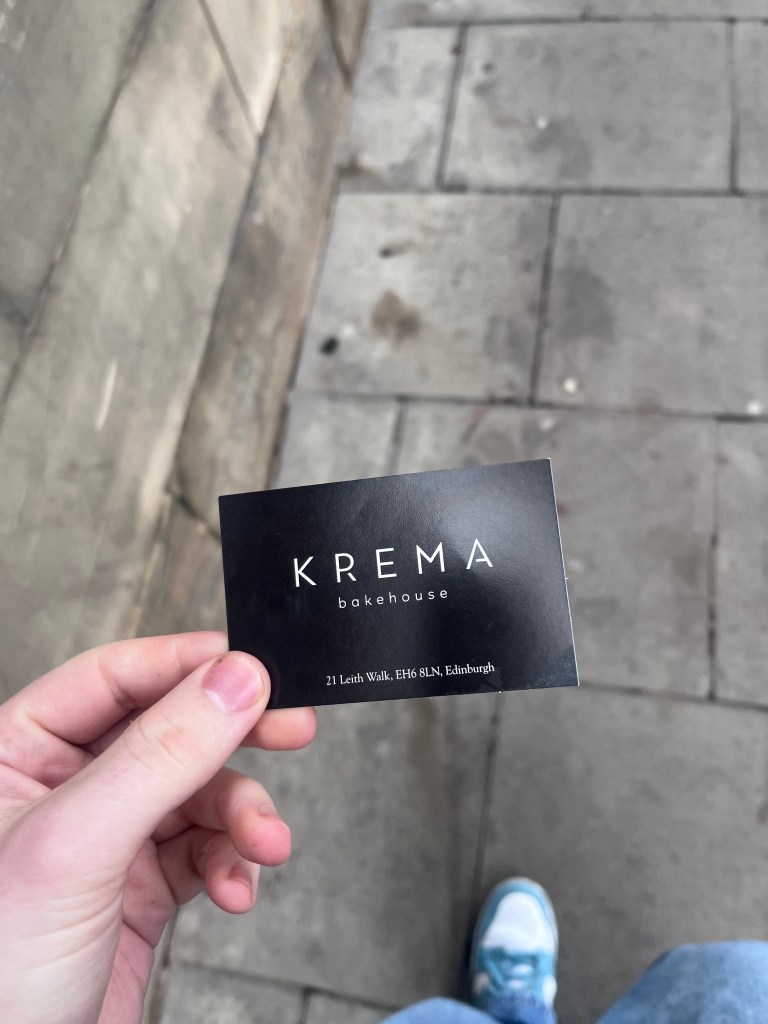 KREMA
bakehouse
21 Leith Walk, EH6 8LN, Edinburgh